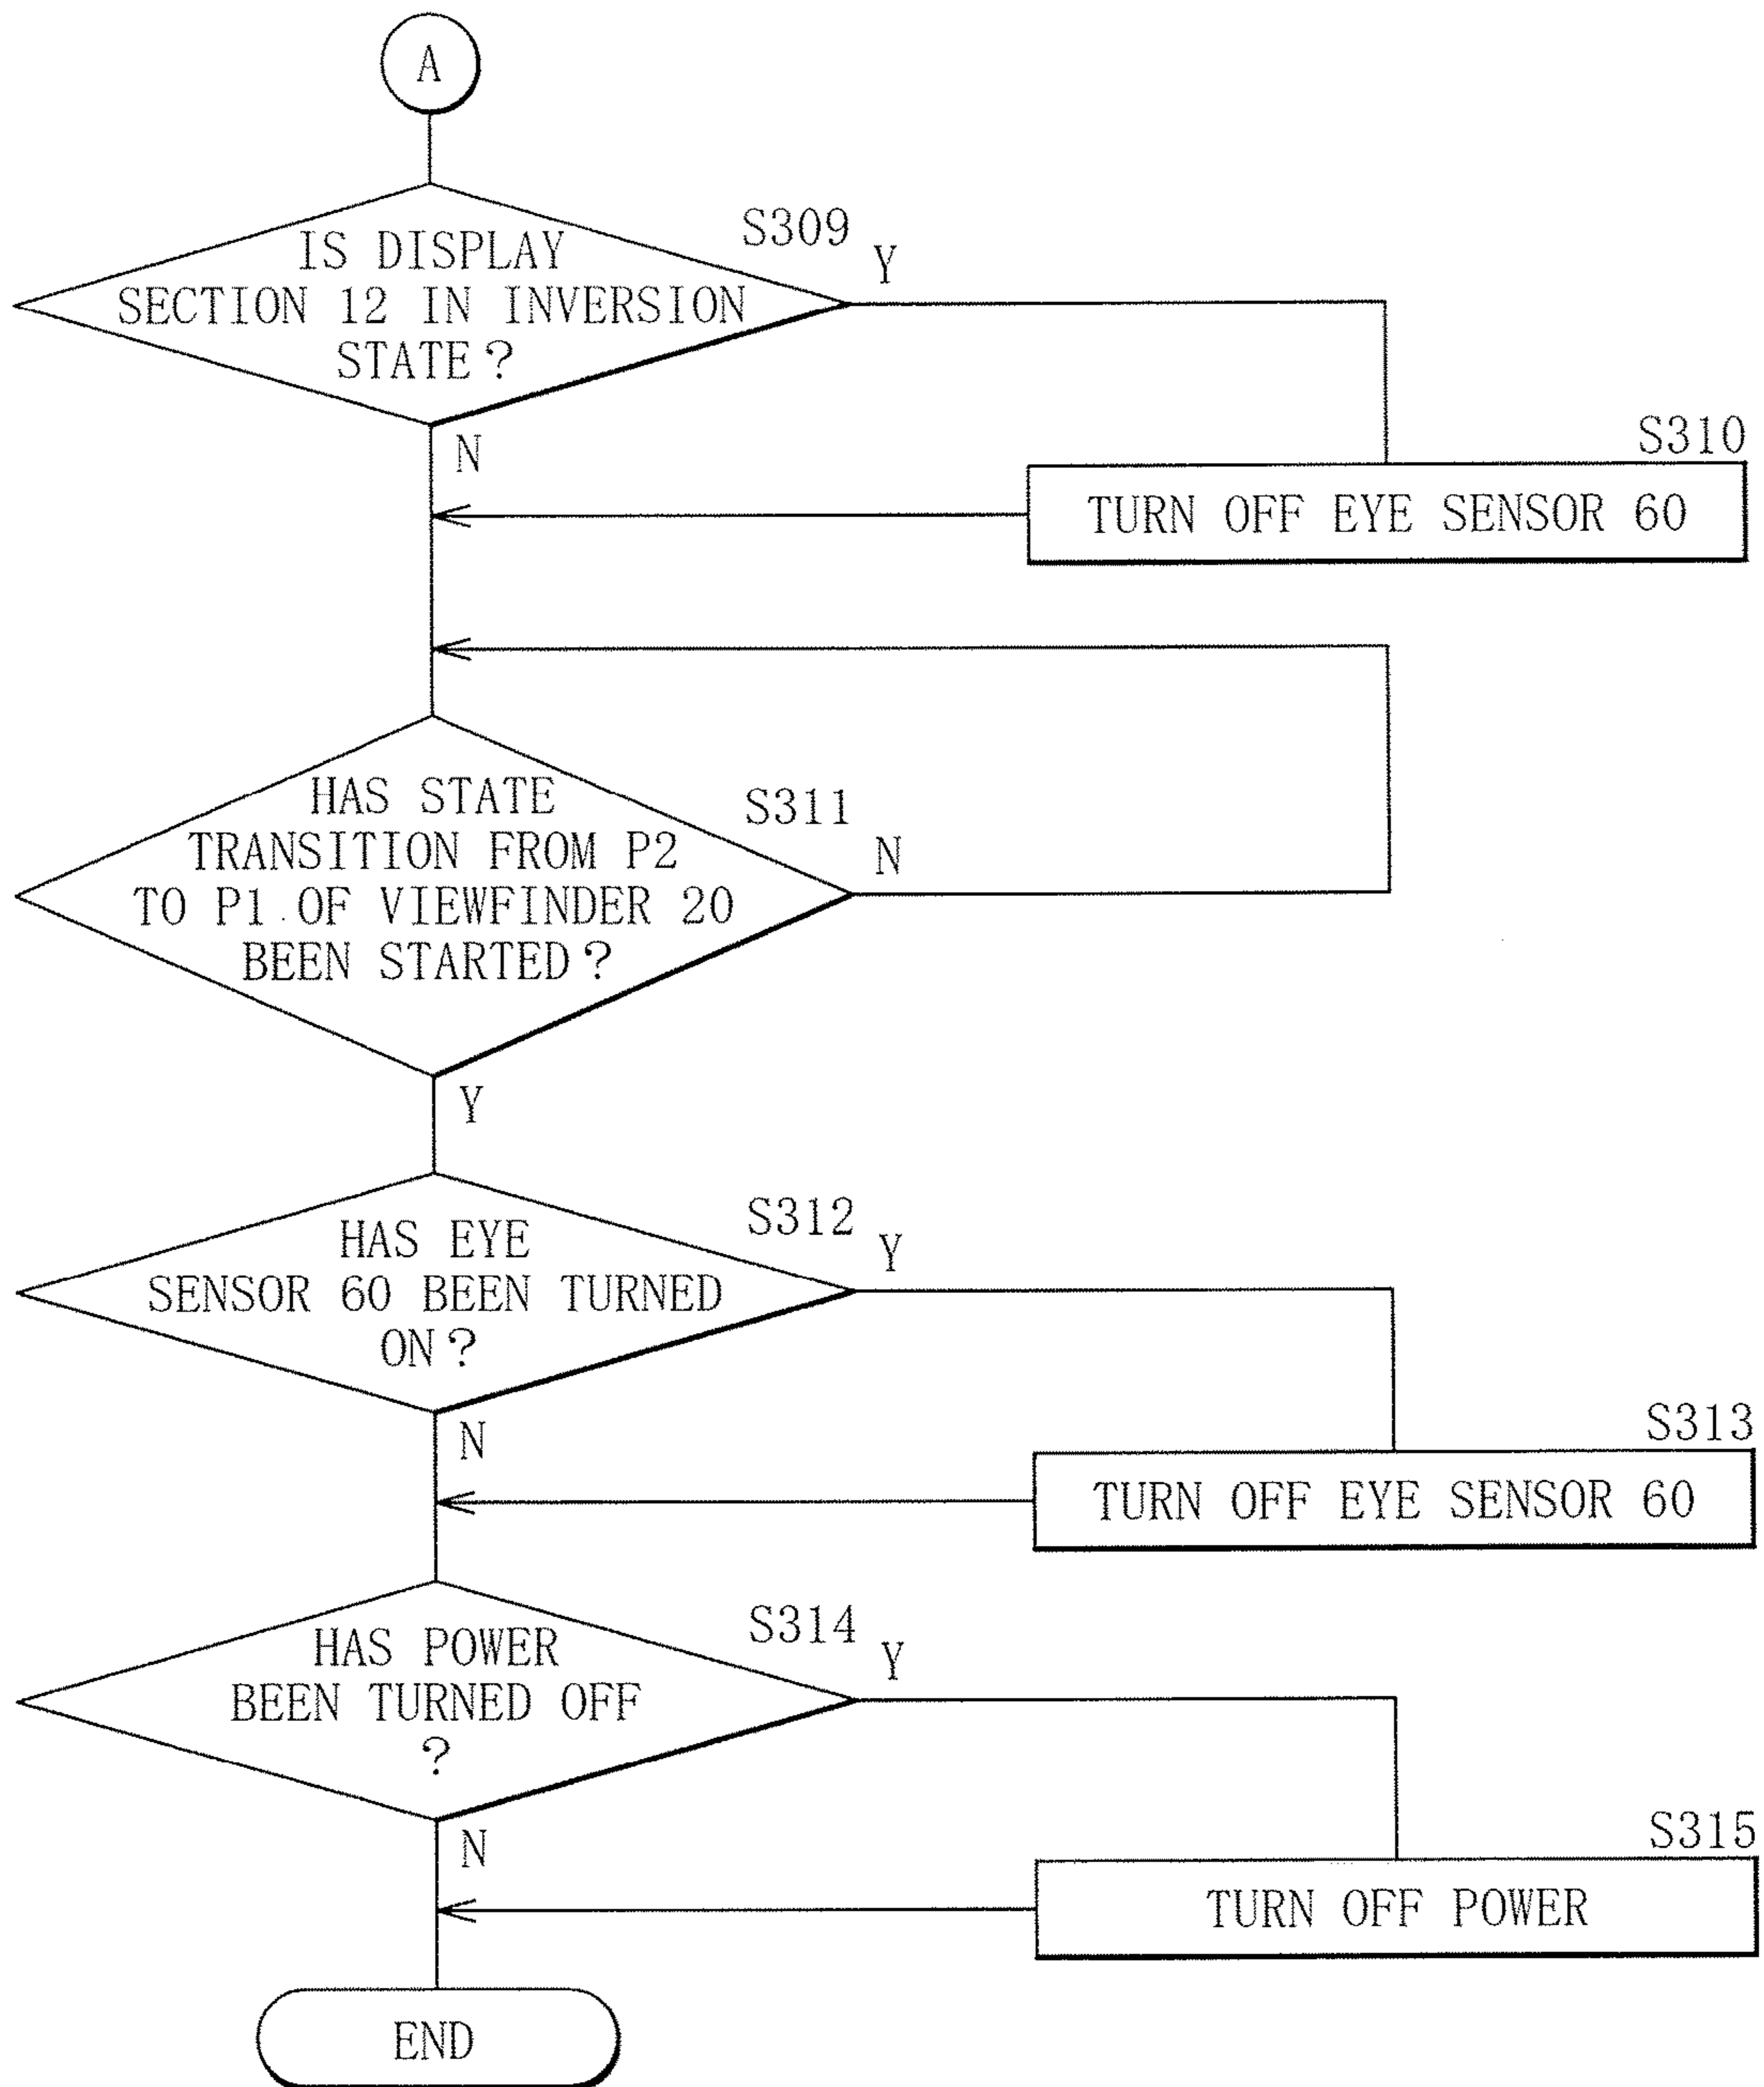 A
IS DISPLAY
SECTION 12 IN INVERSION
STATE?
S309
Y
N
S310
TURN OFF EYE SENSOR 60
HAS STATE
TRANSITION FROM P2
TO P1 OF VIEWFINDER 20
BEEN STARTED?
S311
N
Y
HAS EYE
SENSOR 60 BEEN TURNED
ON?
S312
Y
N
S313
TURN OFF EYE SENSOR 60
HAS POWER
BEEN TURNED OFF
?
S314
Y
N
S315
TURN OFF POWER
END